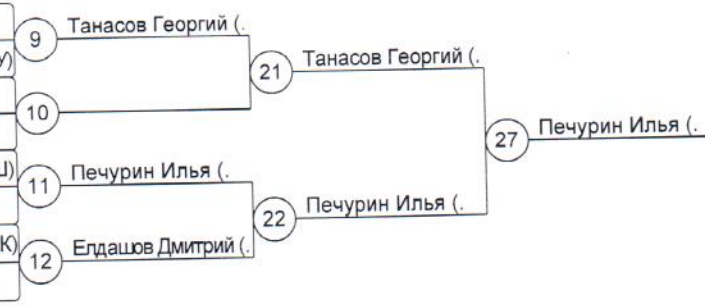 9
Танасов Георгий (.
У)
21
Танасов Георгий (.
10
27
Печурин Илья (.
Ш)
11
Печурин Илья (.
22
Печурин Илья (.
К)
12
Елдашов Дмитрий (.